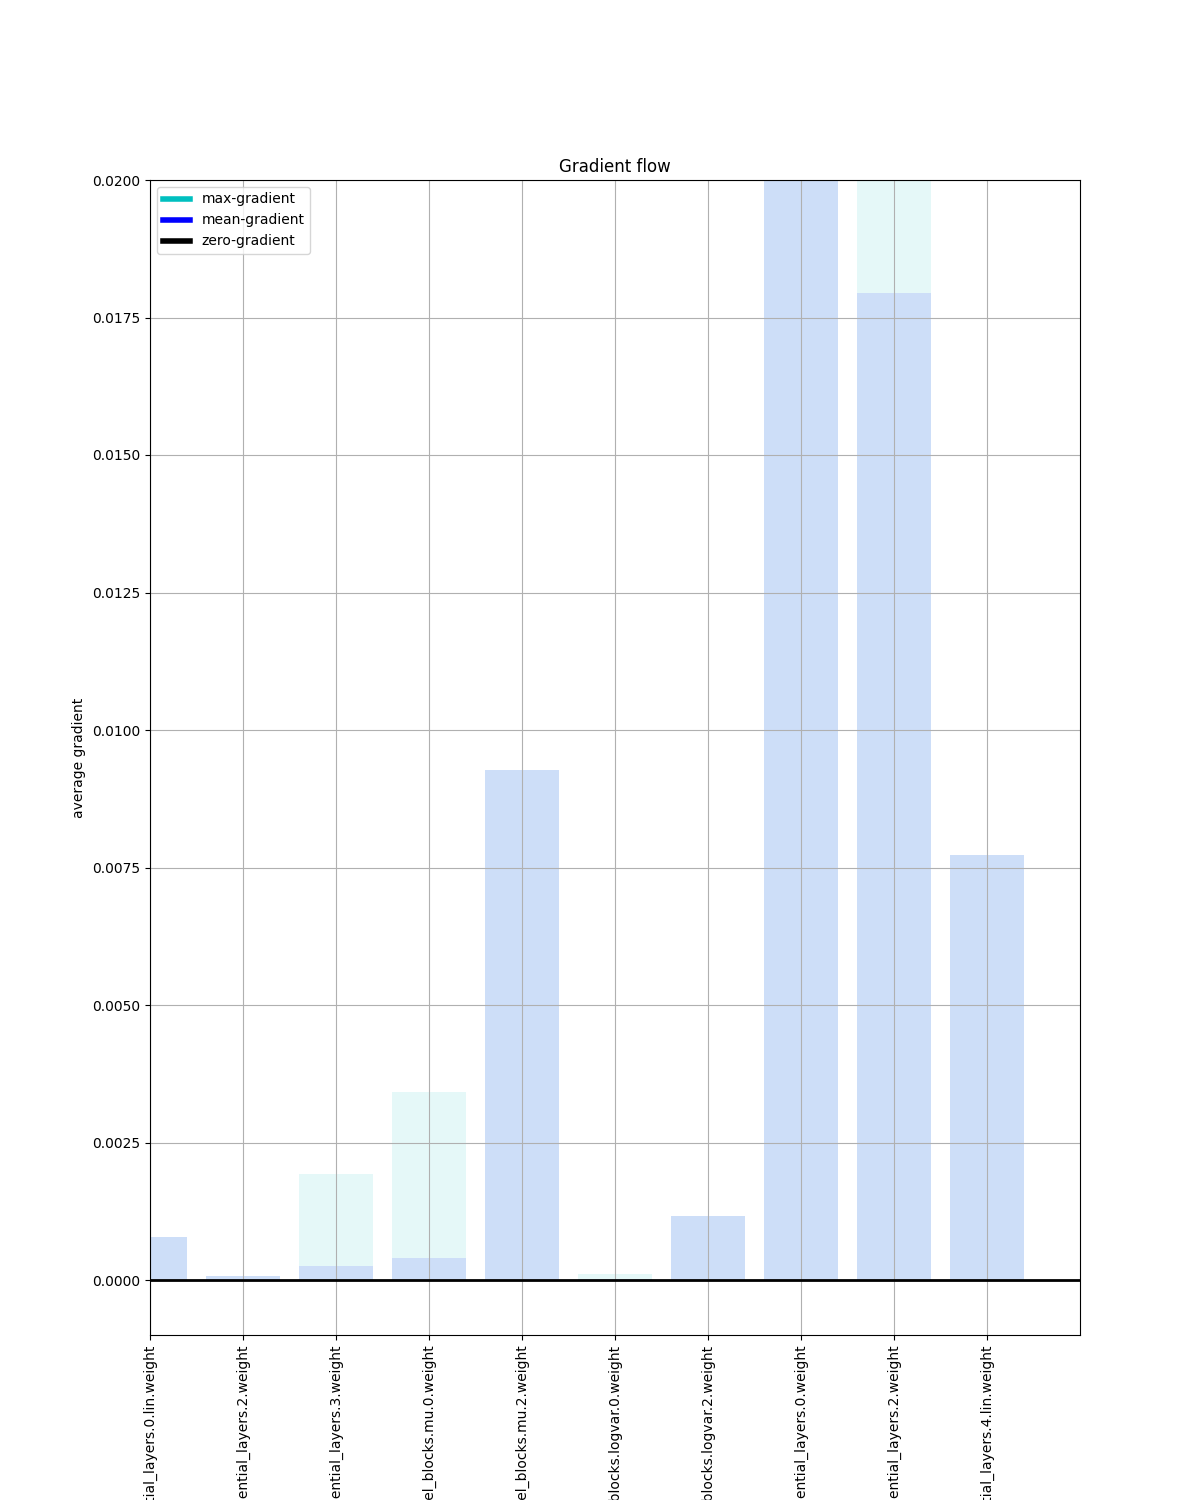 Gradient flow
max-gradient
mean-gradient
zero-gradient
0.0200
0.0175
0.0150
0.0125
0.0100
0.0075
0.0050
0.0025
0.0000
average gradient
tial_layers.0.lin.weight
ential_layers.2.weight
ential_layers.3.weight
el_blocks.mu.0.weight
el_blocks.mu.2.weight
blocks.logvar.0.weight
blocks.logvar.2.weight
ential_layers.0.weight
ential_layers.2.weight
tial_layers.4.lin.weight